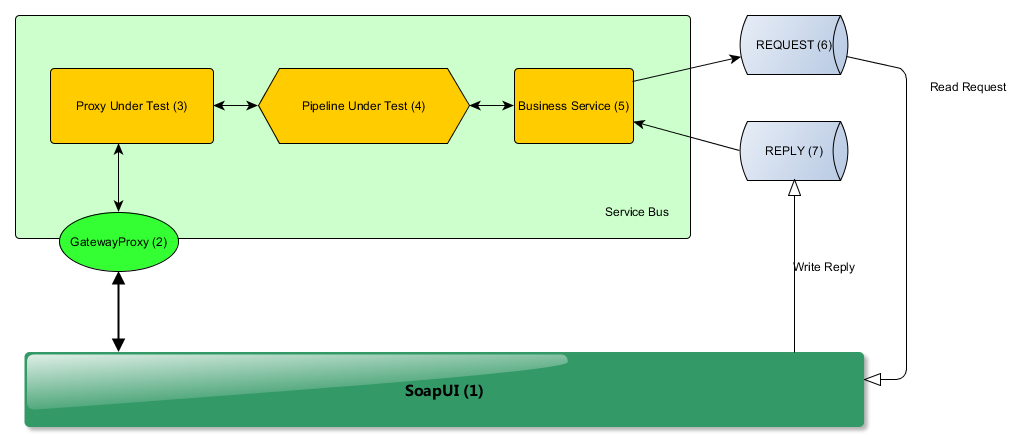 REQUEST (6)
Read Request
Proxy Under Test (3)
Pipeline Under Test (4)
Business Service (5)
REPLY (7)
Service Bus
GatewayProxy (2)
Write Reply
SoapUI (1)